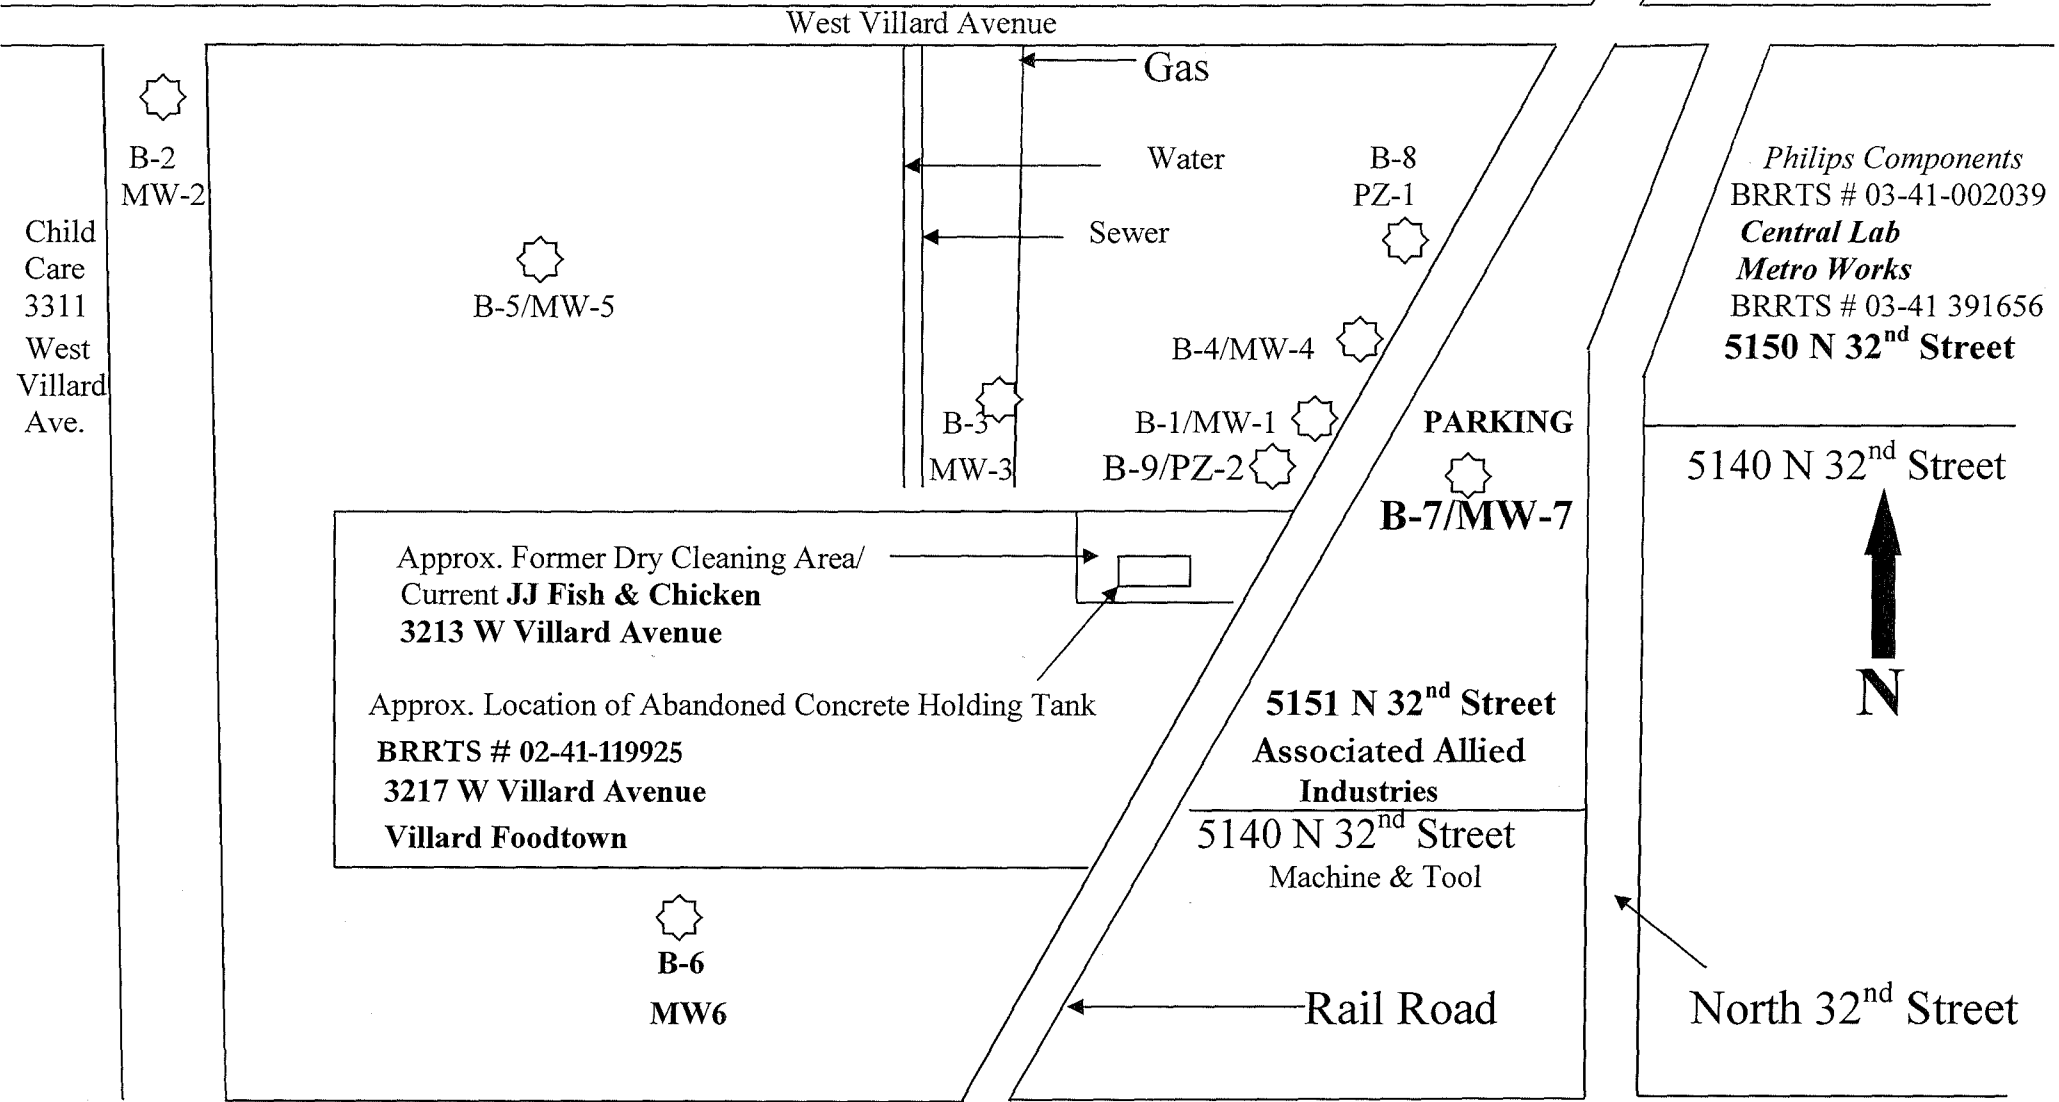 West Villard Avenue
Gas
Water
Sewer
B-2
MW-2
Child
Care
3311
West
Villard
Ave.
B-5/MW-5
B-8
PZ-1
B-4/MW-4
B-3
MW-3
B-1/MW-1
B-9/PZ-2
PARKING
B-7/MW-7
Philips Components
BRRTS # 03-41-002039
Central Lab
Metro Works
BRRTS # 03-41 391656
5150 N 32nd Street
5140 N 32nd Street
N
Approx. Former Dry Cleaning Area/
Current JJ Fish & Chicken
3213 W Villard Avenue
Approx. Location of Abandoned Concrete Holding Tank
BRRTS # 02-41-119925
3217 W Villard Avenue
Villard Foodtown
5151 N 32nd Street
Associated Allied
Industries
5140 N 32nd Street
Machine & Tool
B-6
MW6
Rail Road
North 32nd Street